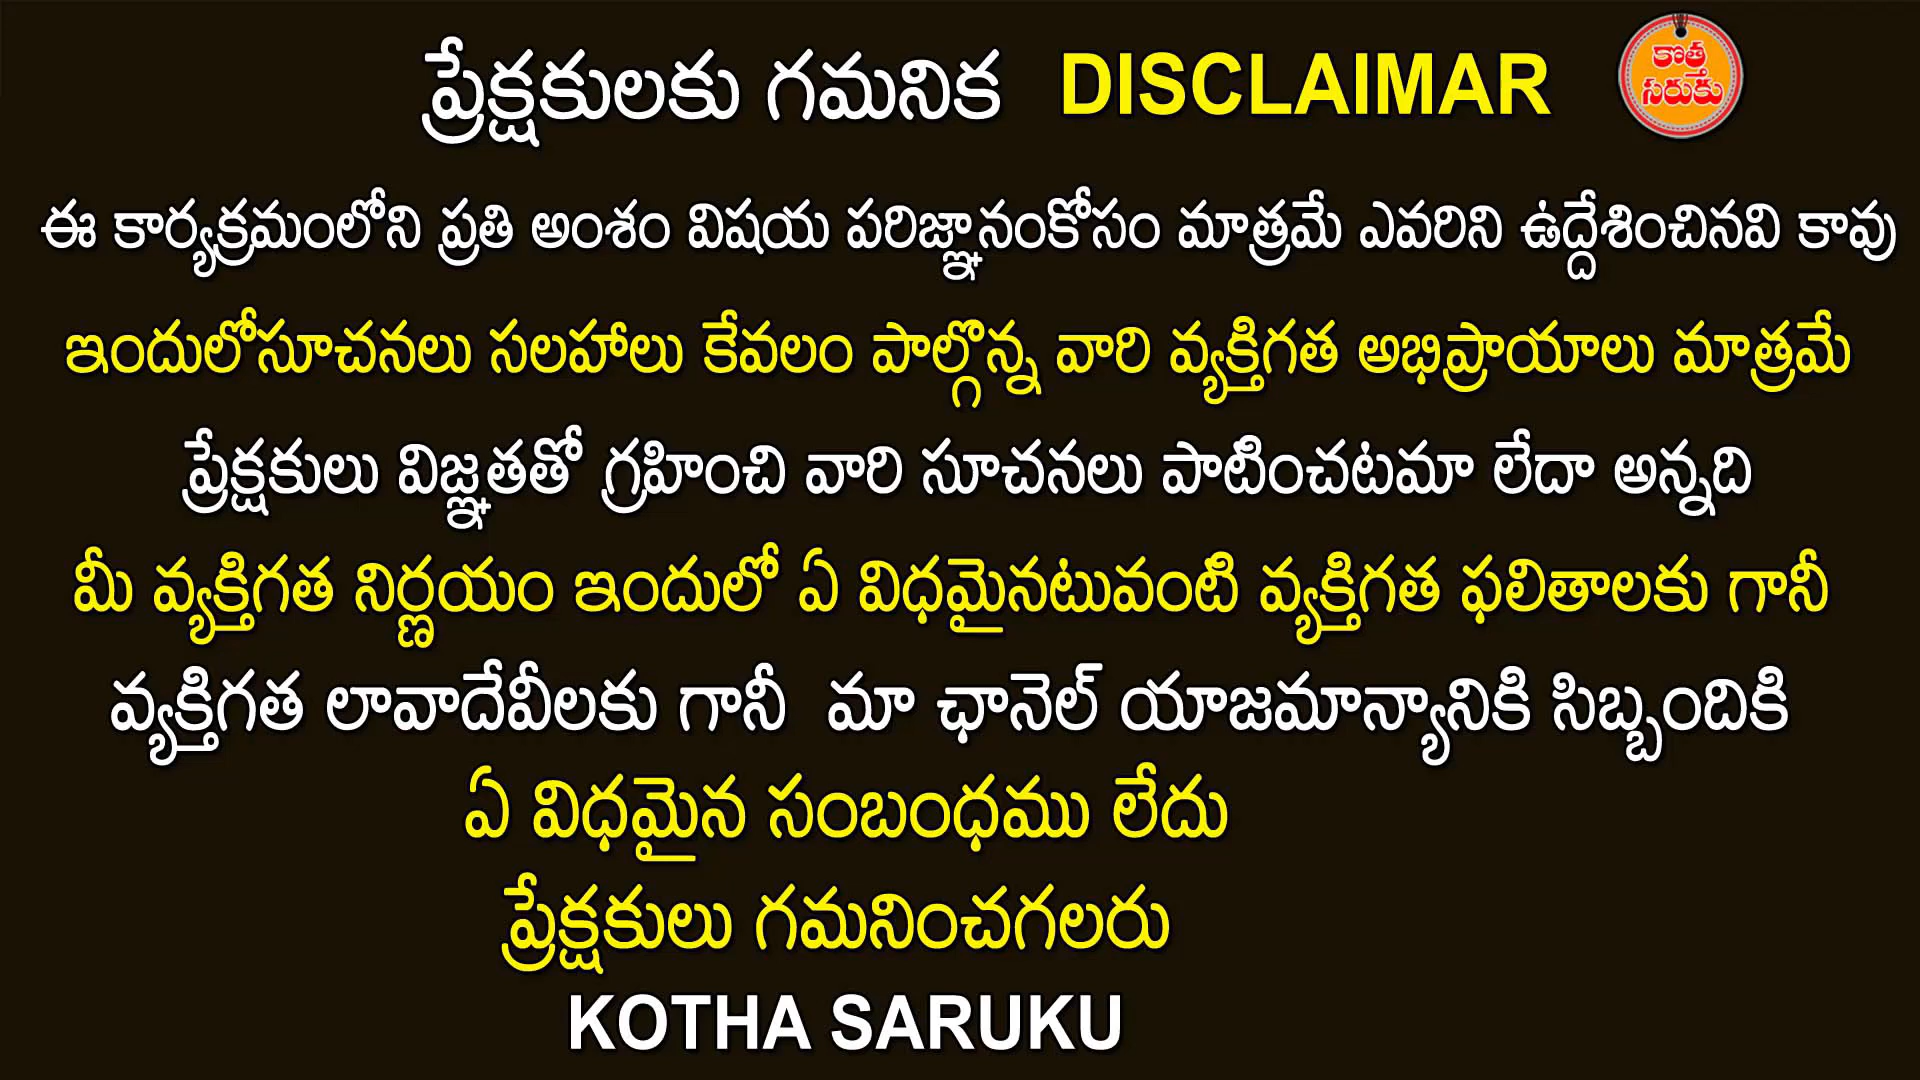 ప్రేక్షకులకు గమనిక DISCLAIMAR
కొత్త
సరుకు
ఈ కార్యక్రమంలోని ప్రతి అంశం విషయ పరిజ్ఞానంకోసం మాత్రమే ఎవరిని ఉద్దేశించినవి కావు
ఇందులోసూచనలు సలహాలు కేవలం పాల్గొన్న వారి వ్యక్తిగత అభిప్రాయాలు మాత్రమే
ప్రేక్షకులు విజ్ఞతతో గ్రహించి వారి సూచనలు పాటించటమా లేదా అన్నది
మీ వ్యక్తిగత నిర్ణయం ఇందులో ఏ విధమైనటువంటి వ్యక్తిగత ఫలితాలకు గానీ
వ్యక్తిగత లావాదేవీలకు గానీ మా ఛానెల్ యాజమాన్యానికి సిబ్బందికి
ఏ విధమైన సంబంధము లేదు
ప్రేక్షకులు గమనించగలరు
KOTHA SARUKU